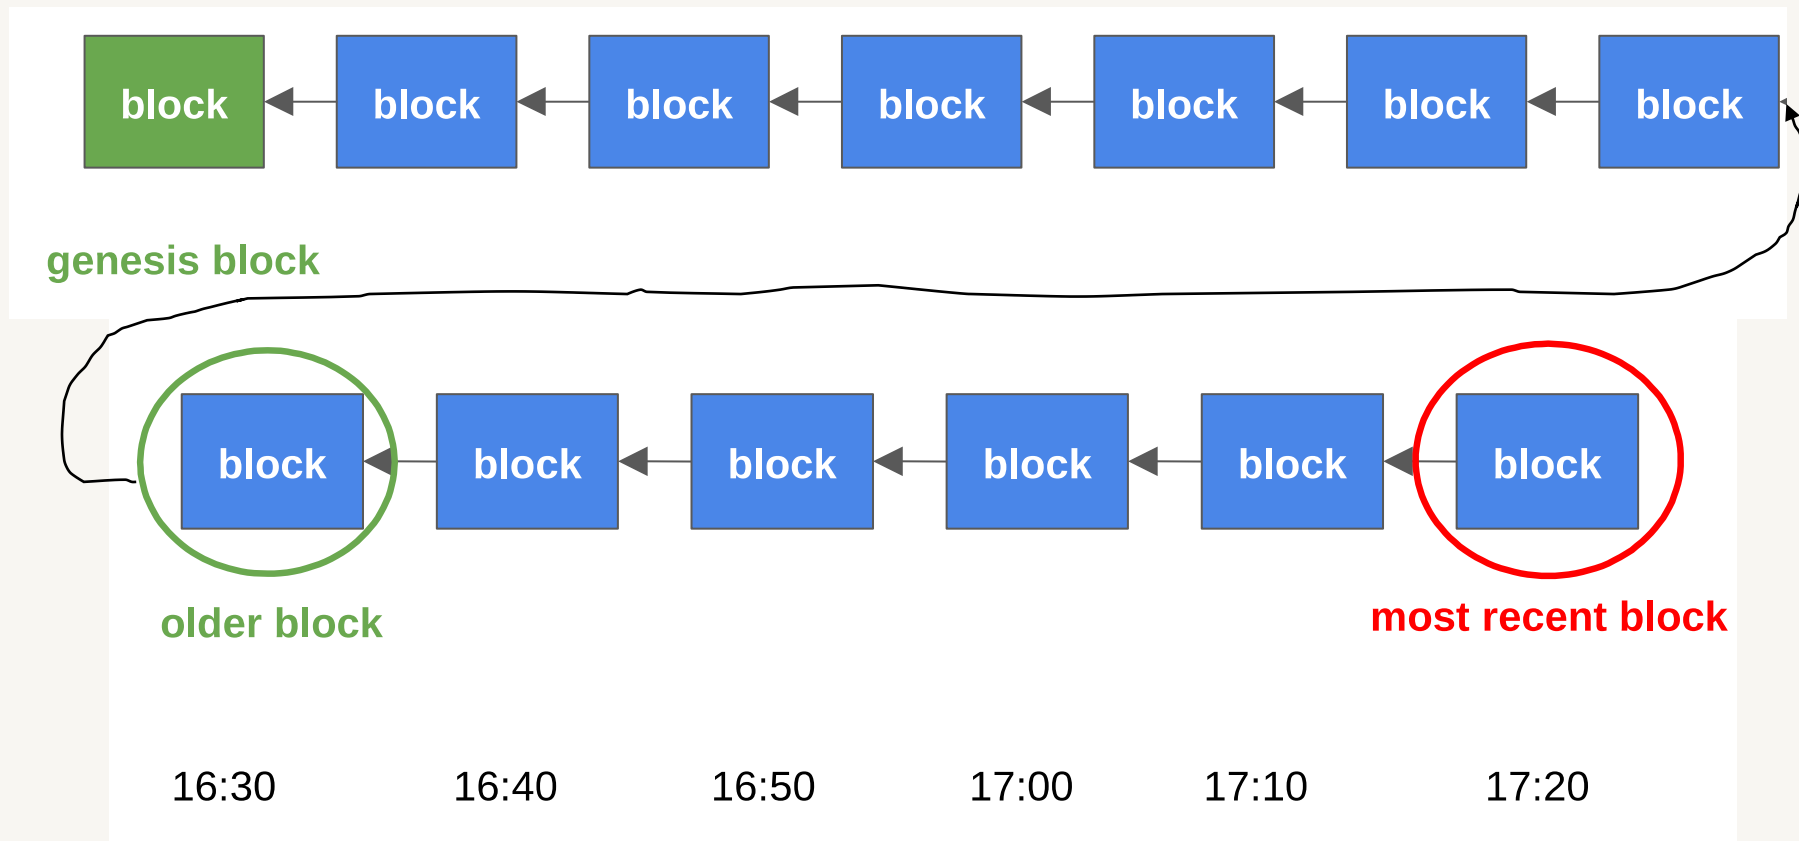 block block block block block block block
genesis block
block block block block block block
older block
most recent block
16:30 16:40 16:50 17:00 17:10 17:20